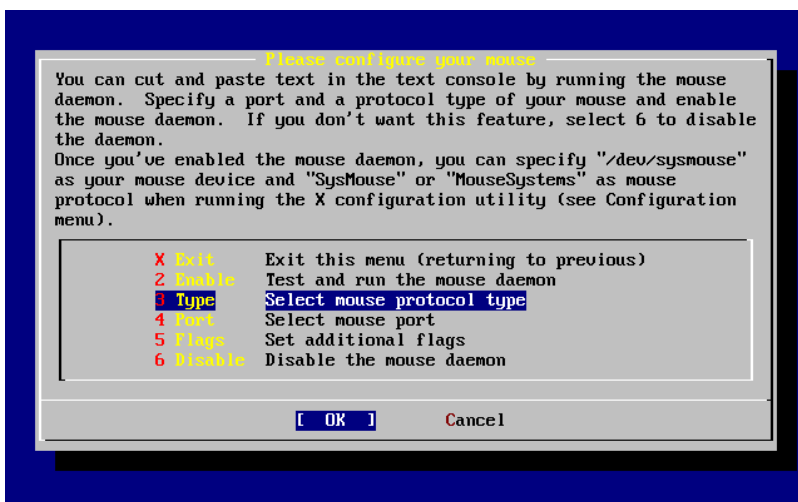 Please configure your mouse
You can cut and paste text in the text console by running the mouse
daemon.  Specify a port and a protocol type of your mouse and enable
the mouse daemon.  If you don't want this feature, select 6 to disable
the daemon.
Once you've enabled the mouse daemon, you can specify "/dev/sysmouse"
as your mouse device and "SysMouse" or "MouseSystems" as mouse
protocol when running the X configuration utility (see Configuration
menu).
X Exit     Exit this menu (returning to previous)
2 Enable   Test and run the mouse daemon
3 Type     Select mouse protocol type
4 Port     Select mouse port
5 Flags    Set additional flags
6 Disable  Disable the mouse daemon
[  OK  ]       Cancel